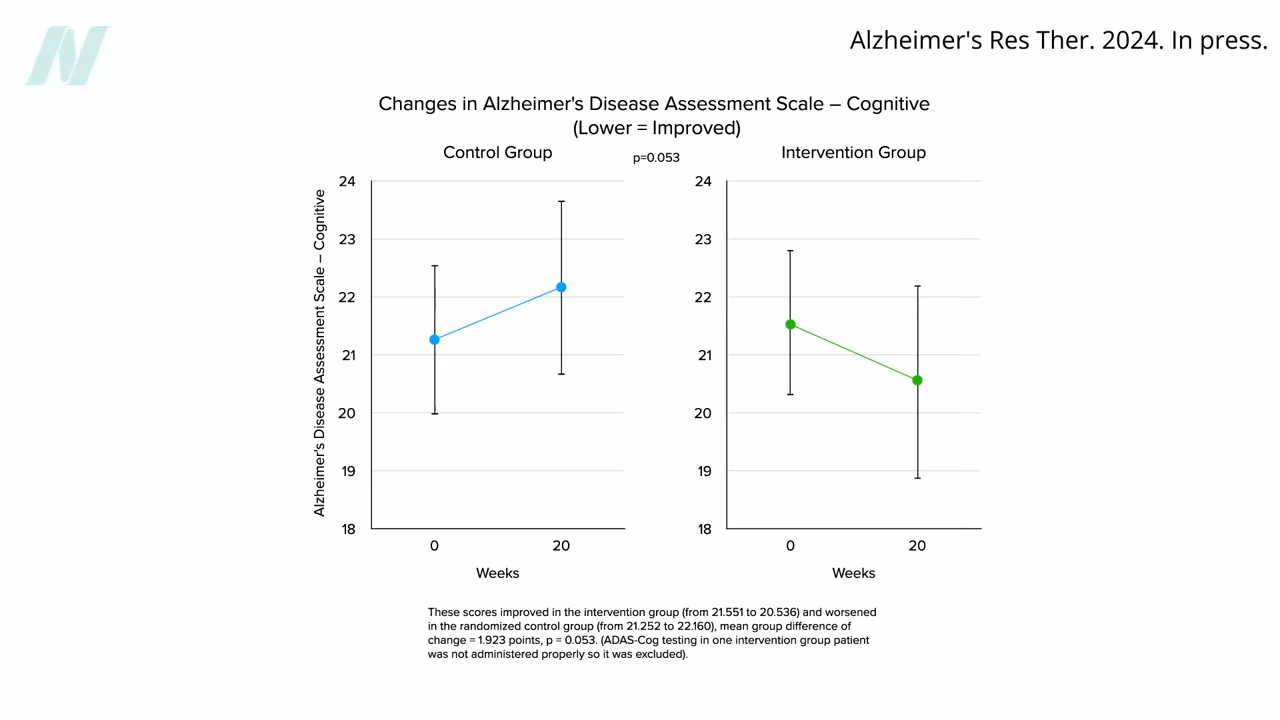 Alzheimer's Res Ther. 2024. In press.
Changes in Alzheimer's Disease Assessment Scale – Cognitive
(Lower = Improved)
Control Group
p=0.053
Intervention Group
Alzheimer's Disease Assessment Scale – Cognitive
24
23
22
21
20
19
18
0
20
Weeks
24
23
22
21
20
19
18
0
20
Weeks
These scores improved in the intervention group (from 21.551 to 20.536) and worsened
in the randomized control group (from 21.252 to 22.160), mean group difference of
change = 1.923 points, p = 0.053. (ADAS-Cog testing in one intervention group patient
was not administered properly so it was excluded).